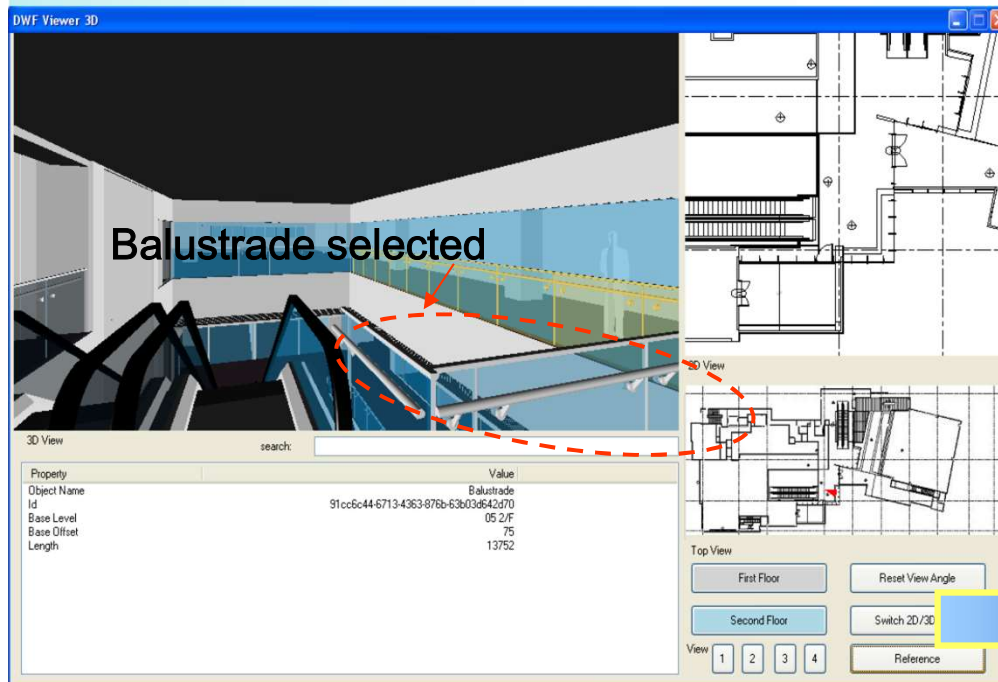 DWF Viewer 3D
Balustrade selected
2D View
3D View
search:
Property Value
Object Name Balustrade
Id 91cc6c44-6713-4363-876b-63b03d642d70
Base Level 05 2/F
Base Offset 75
Length 13752
Top View
First Floor Reset View Angle
Second Floor Switch 2D/3D
View 1 2 3 4 Reference